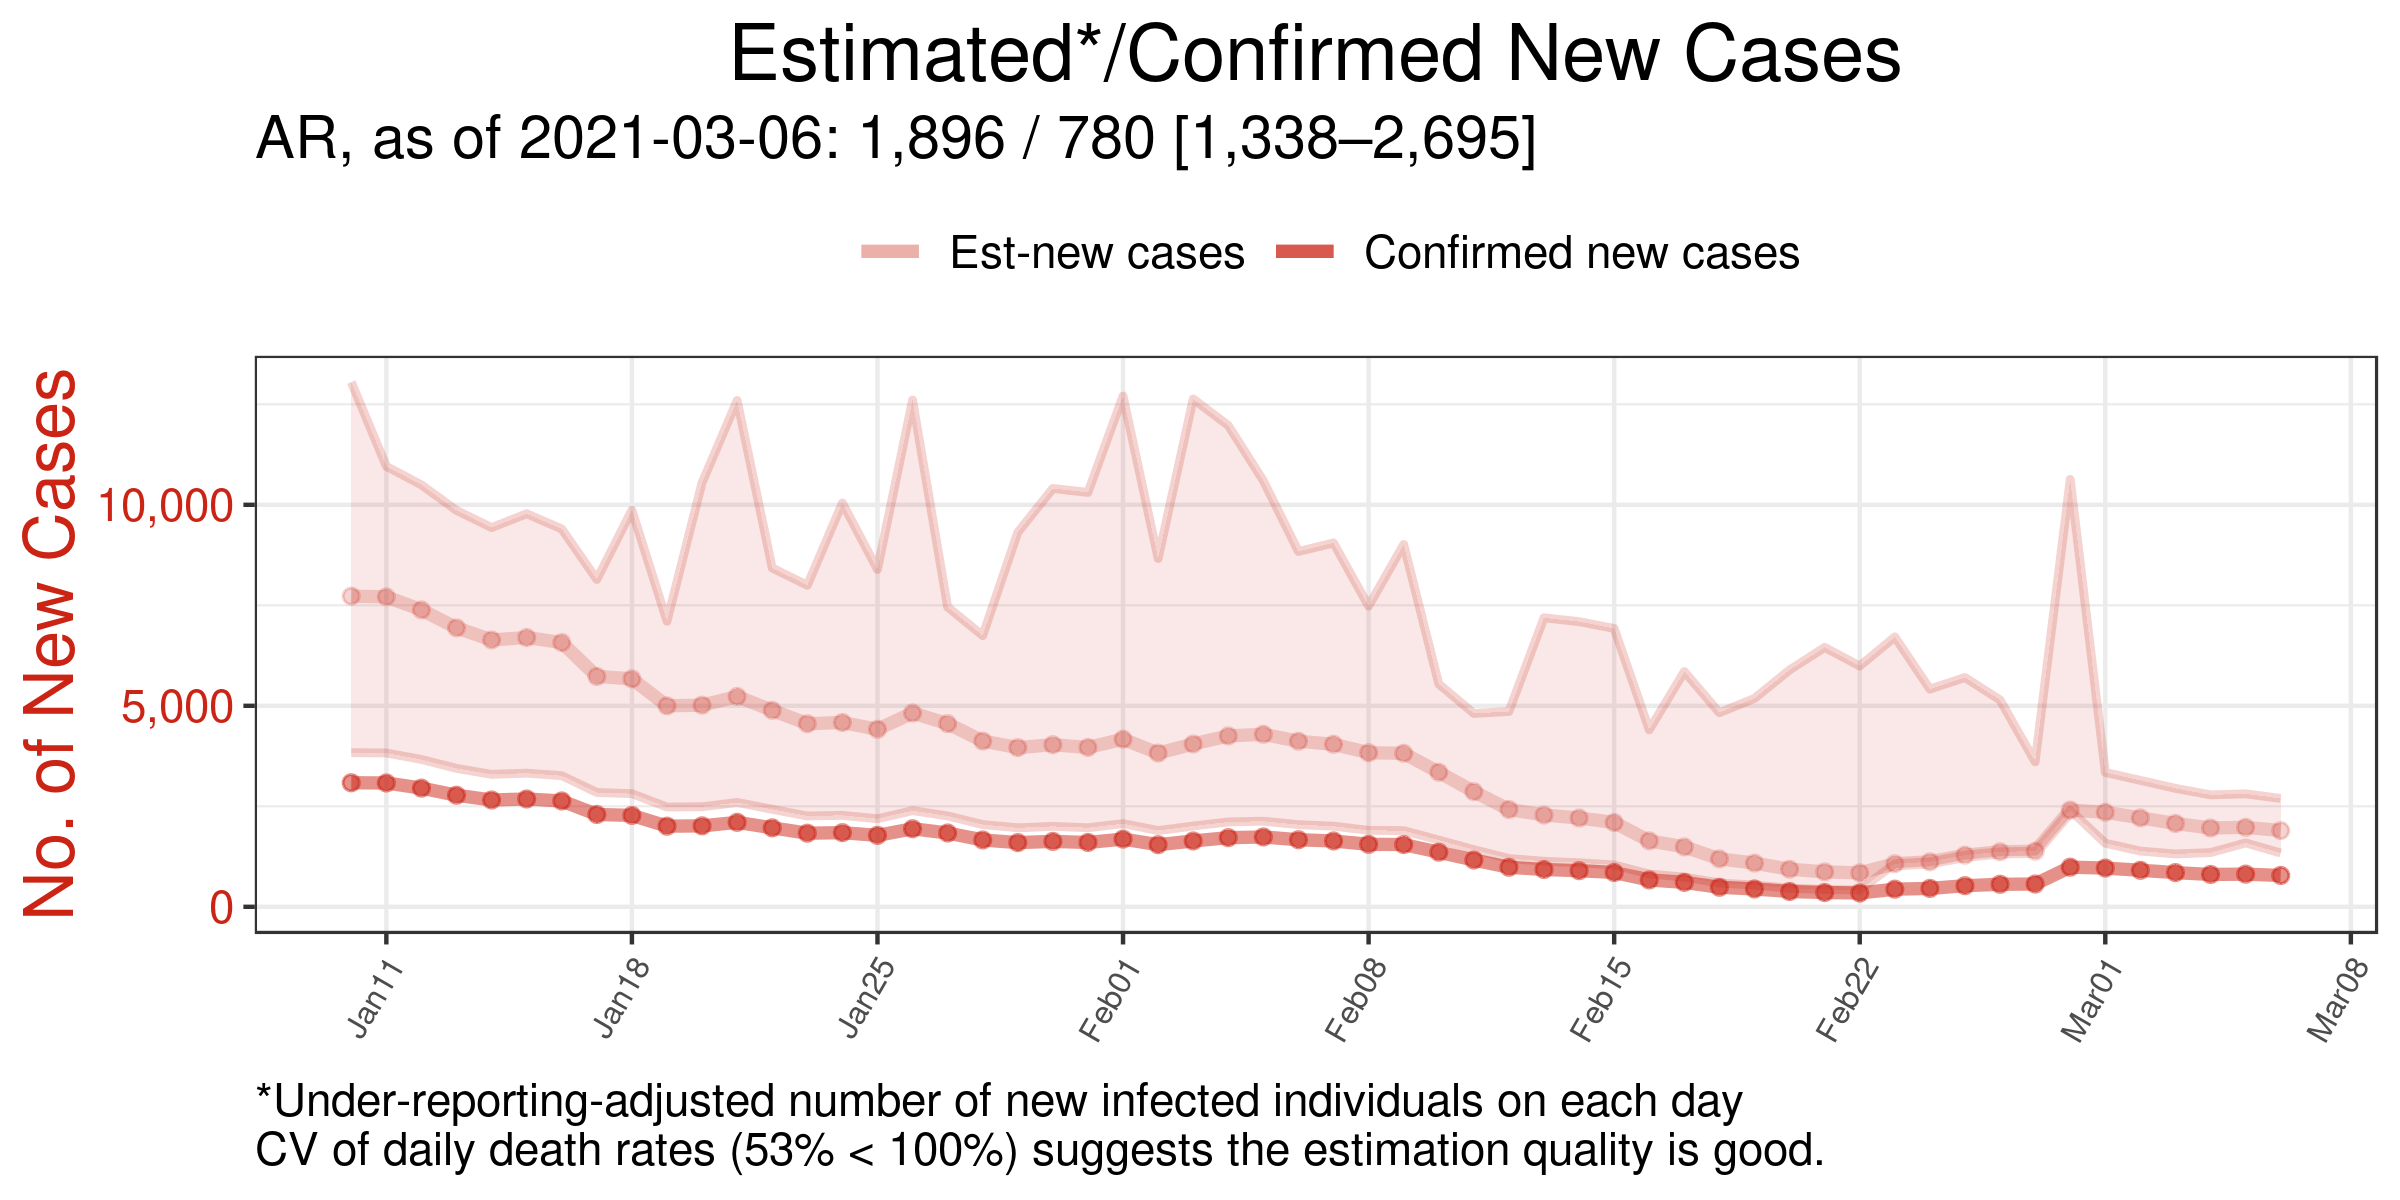 Estimated*/Confirmed New Cases
AR, as of 2021-03-06: 1,896 / 780 [1,338–2,695]
Est-new cases
Confirmed new cases
No. of New Cases
10,000
5,000
0
Jan11
Jan18
Jan25
Feb01
Feb08
Feb15
Feb22
Mar01
Mar08
*Under-reporting-adjusted number of new infected individuals on each day
CV of daily death rates (53% < 100%) suggests the estimation quality is good.